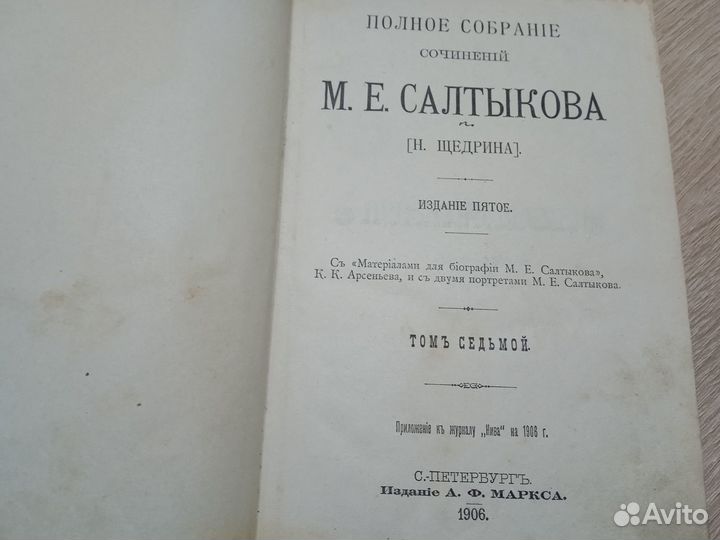 ПОЛНОЕ СОБРАНІЕ
СОЧИНЕНІЙ
М. Е. САЛТЫКОВА
[Н. ЩЕДРИНА].
ИЗДАНІЕ ПЯТОЕ.
Съ «Матеріалами для біографіи М. Е. Салтыкова»,
К. К. Арсеньева, и съ двумя портретами М. Е. Салтыкова.
ТОМЪ СЕДЬМОЙ.
Приложеніе къ журналу „Нива" на 1906 г.
С.-ПЕТЕРБУРГЪ.
Изданіе А. Ф. МАРКСА.
1906.
Avito